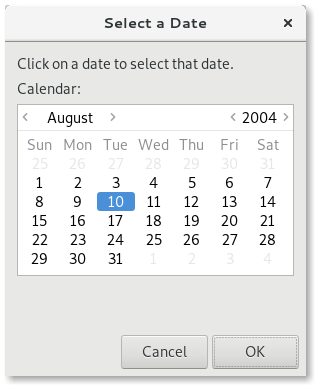 Select a Date ×
Click on a date to select that date.
Calendar:
< August > < 2004 >
Sun Mon Tue Wed Thu Fri Sat
25 26 27 28 29 30 31
1 2 3 4 5 6 7
8 9 10 11 12 13 14
15 16 17 18 19 20 21
22 23 24 25 26 27 28
29 30 31 1 2 3 4
Cancel OK